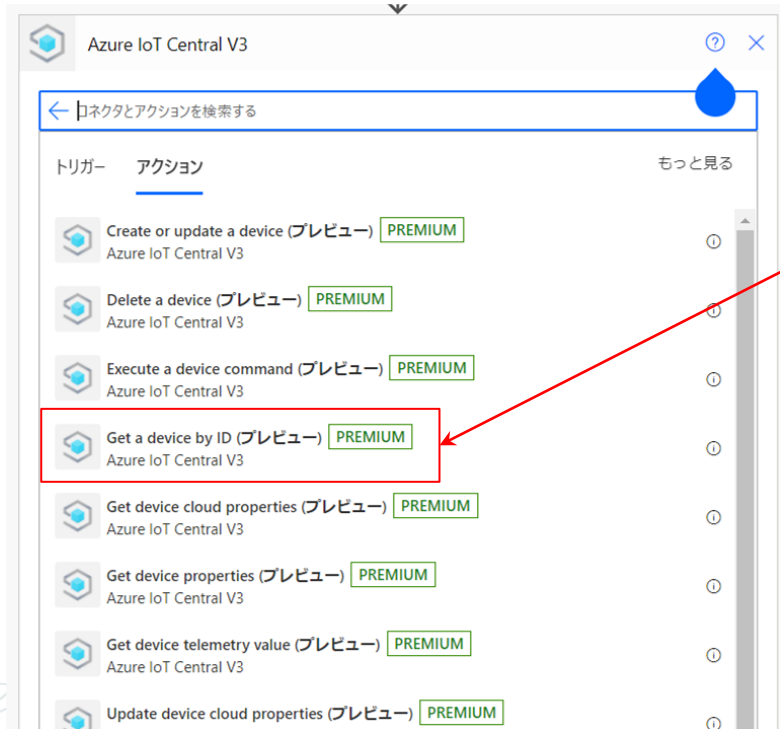 Azure IoT Central V3
コネクタとアクションを検索する
トリガー アクション もっと見る
Create or update a device (プレビュー) PREMIUM
Azure IoT Central V3
Delete a device (プレビュー) PREMIUM
Azure IoT Central V3
Execute a device command (プレビュー) PREMIUM
Azure IoT Central V3
Get a device by ID (プレビュー) PREMIUM
Azure IoT Central V3
Get device cloud properties (プレビュー) PREMIUM
Azure IoT Central V3
Get device properties (プレビュー) PREMIUM
Azure IoT Central V3
Get device telemetry value (プレビュー) PREMIUM
Azure IoT Central V3
Update device cloud properties (プレビュー) PREMIUM